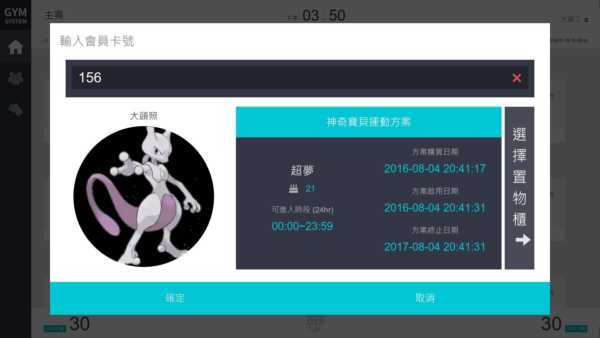 GYM
SYSTEM
主頁
03 50
輸入會員卡號
156
大頭照
神奇寶貝運動方案
超夢
21
可進入時段 (24hr)
00:00~23:59
方案購買日期
2016-08-04 20:41:17
方案啟用日期
2016-08-04 20:41:31
方案終止日期
2017-08-04 20:41:31
選擇置物櫃
確定
取消
30
30